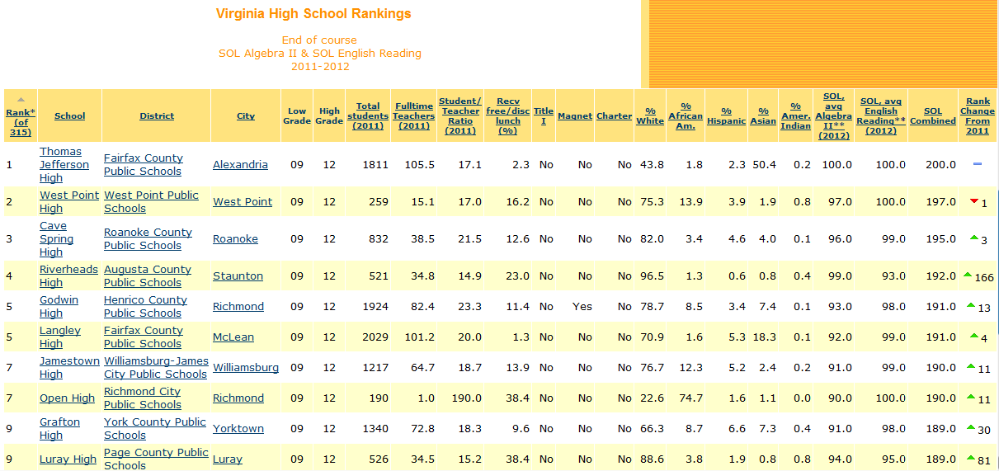 Virginia High School Rankings
End of course
SOL Algebra II & SOL English Reading
2011-2012
Rank* (of 315) School District City Low Grade High Grade Total students (2011) Fulltime Teachers (2011) Student/ Teacher Ratio (2011) Recv free/disc lunch (%) Title I Magnet Charter % White % African Am. % Hispanic % Asian % Amer. Indian SOL, avg Algebra II** (2012) SOL, avg English Reading** (2012) SOL Combined Rank Change From 2011
1 Thomas Jefferson High Fairfax County Public Schools Alexandria 09 12 1811 105.5 17.1 2.3 No No No 43.8 1.8 2.3 50.4 0.2 100.0 100.0 200.0
2 West Point High West Point Public Schools West Point 09 12 259 15.1 17.0 16.2 No No No 75.3 13.9 3.9 1.9 0.8 97.0 100.0 197.0 1
3 Cave Spring High Roanoke County Public Schools Roanoke 09 12 832 38.5 21.5 12.6 No No No 82.0 3.4 4.6 4.0 0.1 96.0 99.0 195.0 3
4 Riverheads High Augusta County Public Schools Staunton 09 12 521 34.8 14.9 23.0 No No No 96.5 1.3 0.6 0.8 0.4 99.0 93.0 192.0 166
5 Godwin High Henrico County Public Schools Richmond 09 12 1924 82.4 23.3 11.4 No Yes No 78.7 8.5 3.4 7.4 0.1 93.0 98.0 191.0 13
5 Langley High Fairfax County Public Schools McLean 09 12 2029 101.2 20.0 1.3 No No No 70.9 1.6 5.3 18.3 0.1 92.0 99.0 191.0 4
7 Jamestown High Williamsburg-James City Public Schools Williamsburg 09 12 1217 64.7 18.7 13.9 No No No 76.7 12.3 5.2 2.4 0.2 91.0 99.0 190.0 11
7 Open High Richmond City Public Schools Richmond 09 12 190 1.0 190.0 38.4 No No No 22.6 74.7 1.6 1.1 0.0 90.0 100.0 190.0 11
9 Grafton High York County Public Schools Yorktown 09 12 1340 72.8 18.3 9.6 No No No 66.3 8.7 6.6 7.3 0.4 91.0 98.0 189.0 30
9 Luray High Page County Public Schools Luray 09 12 526 34.5 15.2 38.4 No No No 88.6 3.8 1.9 0.8 0.8 94.0 95.0 189.0 81